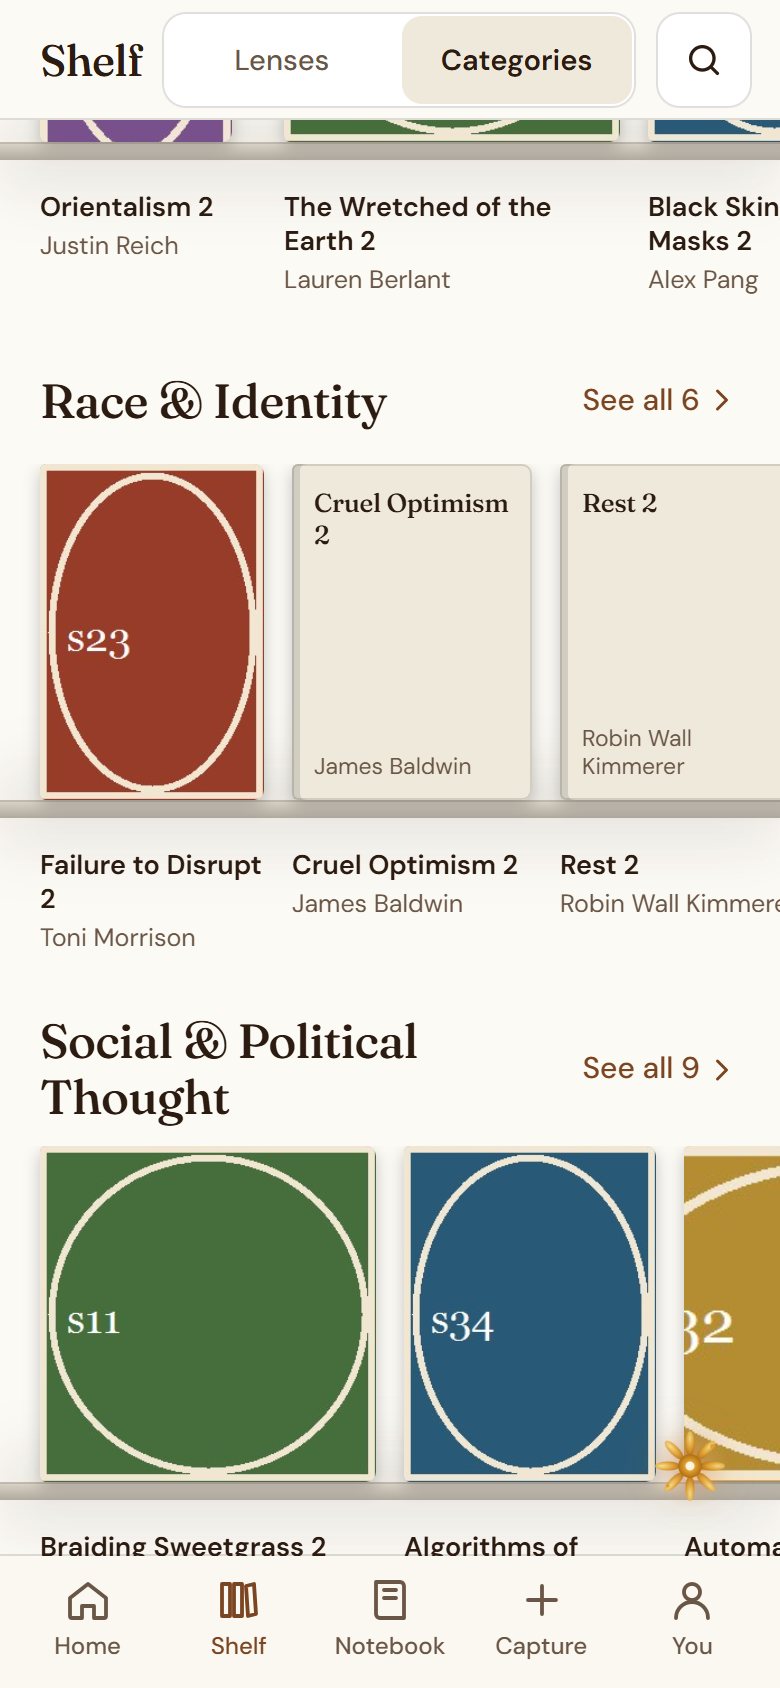 Shelf
Lenses
Categories
Orientalism 2
Justin Reich
The Wretched of the
Earth 2
Lauren Berlant
Black Skin
Masks 2
Alex Pang
Race & Identity
See all 6
s23
Cruel Optimism
2
James Baldwin
Rest 2
Robin Wall
Kimmerer
Failure to Disrupt
2
Toni Morrison
Cruel Optimism 2
James Baldwin
Rest 2
Robin Wall Kimmere
Social & Political
Thought
See all 9
s11
s34
32
Braiding Sweetgrass 2
Algorithms of
Automa
Home
Shelf
Notebook
Capture
You